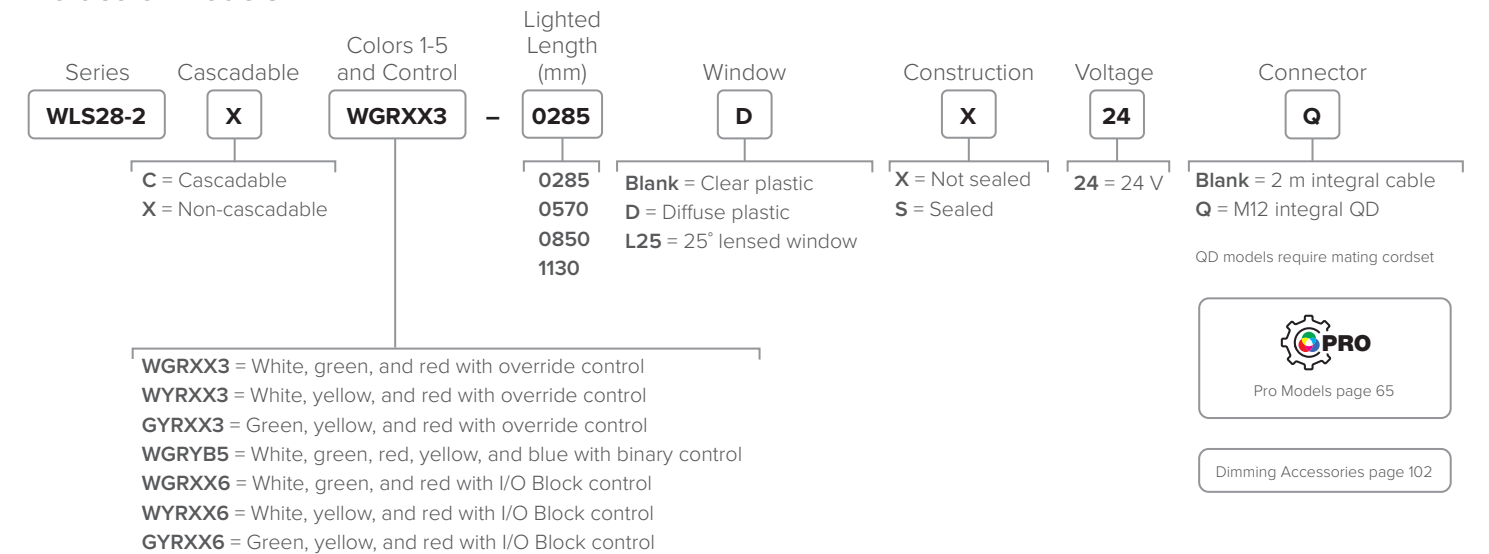 Series
Cascadable
Colors 1-5
and Control
Lighted
Length
(mm)
Window
Construction
Voltage
Connector
WLS28-2
X
WGRXX3
–
0285
D
X
24
Q
C = Cascadable
X = Non-cascadable
0285
0570
0850
1130
Blank = Clear plastic
D = Diffuse plastic
L25 = 25° lensed window
X = Not sealed
S = Sealed
24 = 24 V
Blank = 2 m integral cable
Q = M12 integral QD
QD models require mating cordset
PRO
Pro Models page 65
Dimming Accessories page 102
WGRXX3 = White, green, and red with override control
WYRXX3 = White, yellow, and red with override control
GYRXX3 = Green, yellow, and red with override control
WGRYB5 = White, green, red, yellow, and blue with binary control
WGRXX6 = White, green, and red with I/O Block control
WYRXX6 = White, yellow, and red with I/O Block control
GYRXX6 = Green, yellow, and red with I/O Block control